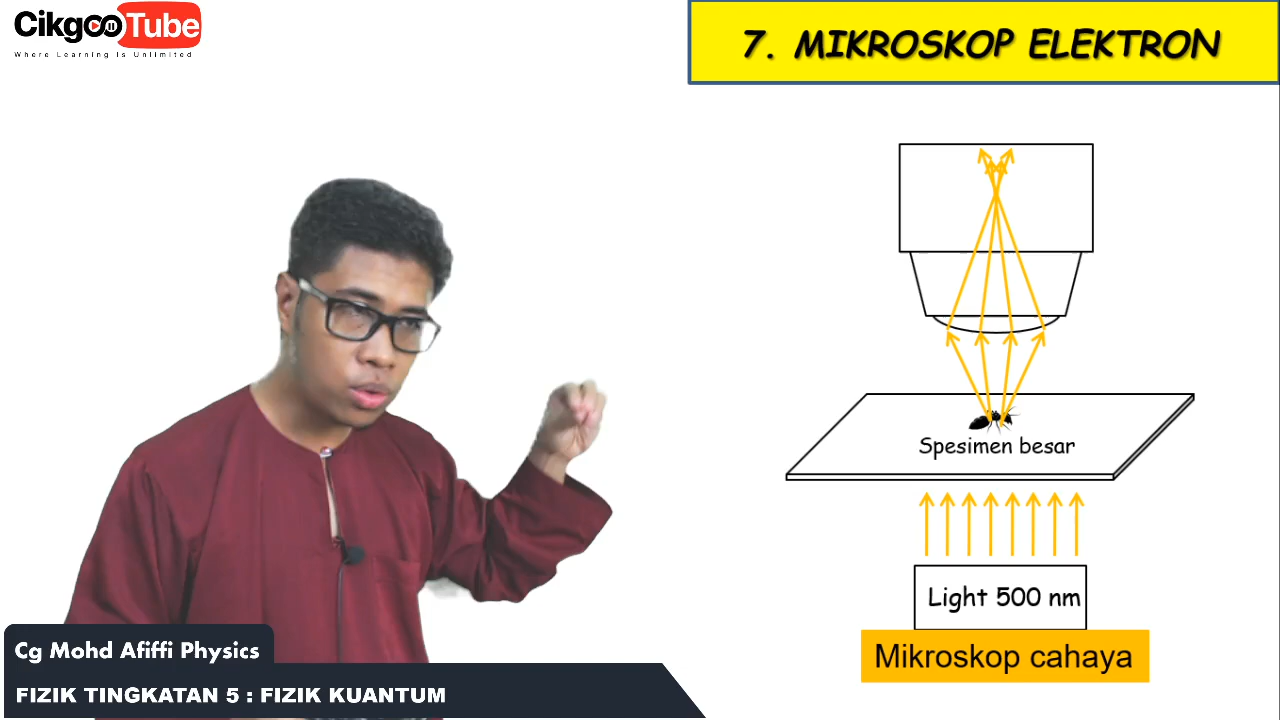 CikgooTube
Where Learning Is Unlimited
7. MIKROSKOP ELEKTRON
Spesimen besar
Light 500 nm
Mikroskop cahaya
Cg Mohd Afiffi Physics
FIZIK TINGKATAN 5 : FIZIK KUANTUM